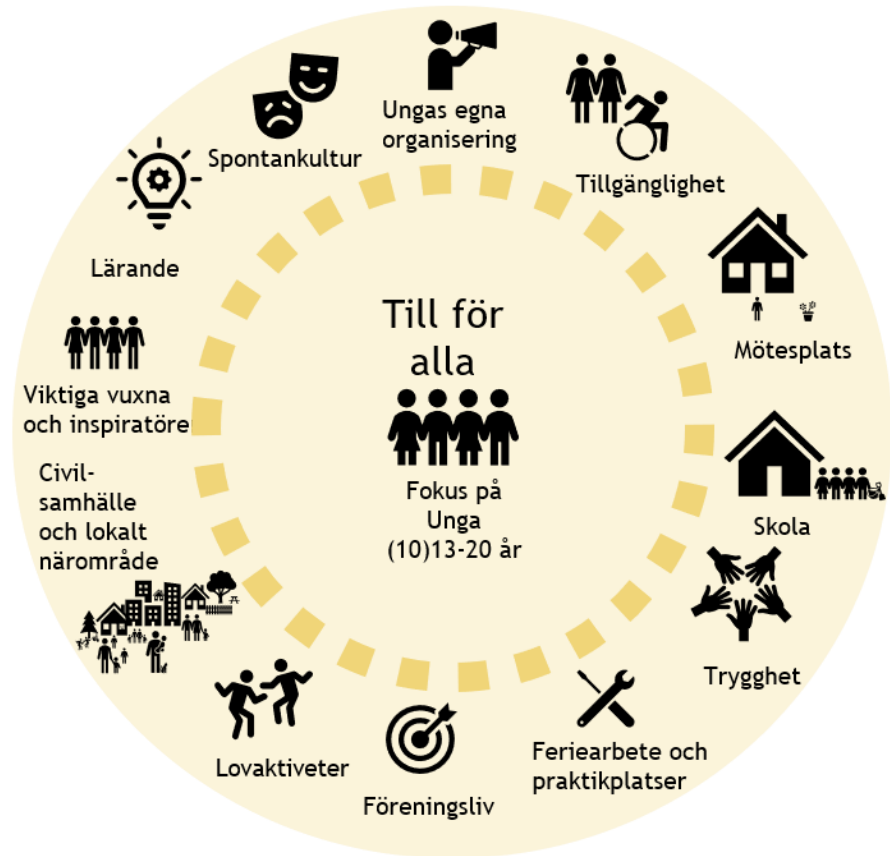 Ungas egna
organisering
Tillgänglighet
Mötesplats
Skola
Trygghet
Feriearbete och
praktikplatser
Föreningsliv
Lovaktiveter
Civil-
samhälle
och lokalt
närområde
Viktiga vuxna
och inspiratöre
Lärande
Spontankultur
Till för
alla
Fokus på
Unga
(10)13-20 år